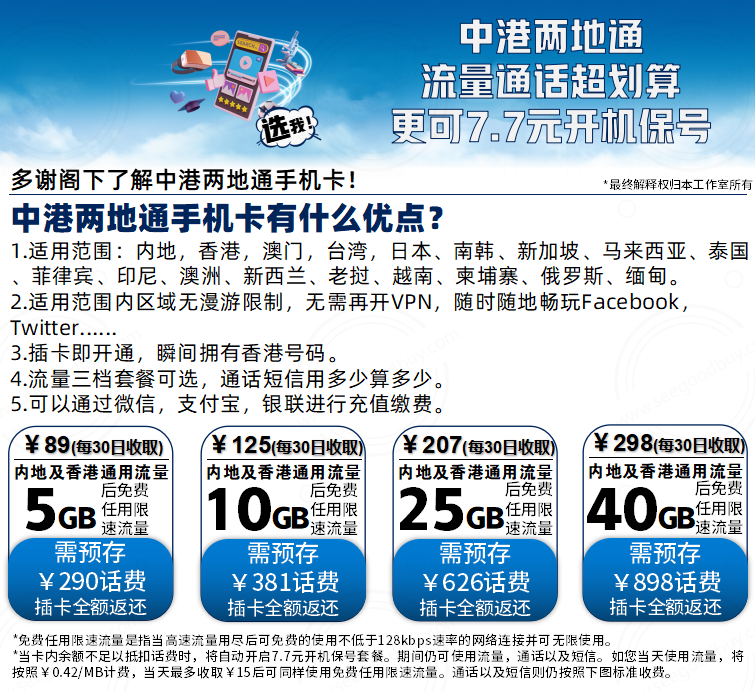 中港两地通
流量通话超划算
更可7.7元开机保号
SEARCH...
选我!
多谢阁下了解中港两地通手机卡!
*最终解释权归本工作室所有
中港两地通手机卡有什么优点?
1.适用范围：内地，香港，澳门，台湾，日本、南韩、新加坡、马来西亚、泰国
、菲律宾、印尼、澳洲、新西兰、老挝、越南、柬埔寨、俄罗斯、缅甸。
2.适用范围内区域无漫游限制，无需再开VPN，随时随地畅玩Facebook，
Twitter......
3.插卡即开通，瞬间拥有香港号码。
4.流量三档套餐可选，通话短信用多少算多少。
5.可以通过微信，支付宝，银联进行充值缴费。
￥89(每30日收取)
内地及香港通用流量
5GB
后免费
任用限
速流量
需预存
￥290话费
插卡全额返还
￥125(每30日收取)
内地及香港通用流量
10GB
后免费
任用限
速流量
需预存
￥381话费
插卡全额返还
￥207(每30日收取)
内地及香港通用流量
25GB
后免费
任用限
速流量
需预存
￥626话费
插卡全额返还
￥298(每30日收取)
内地及香港通用流量
40GB
后免费
任用限
速流量
需预存
￥898话费
插卡全额返还
*免费任用限速流量是指当高速流量用尽后可免费的使用不低于128kbps速率的网络连接并可无限使用。
*当卡内余额不足以抵扣话费时，将自动开启7.7元开机保号套餐。期间仍可使用流量，通话以及短信。如您当天使用流量，将
按照￥0.42/MB计费，当天最多收取￥15后可同样使用免费任用限速流量。通话以及短信则仍按照下图标准收费。